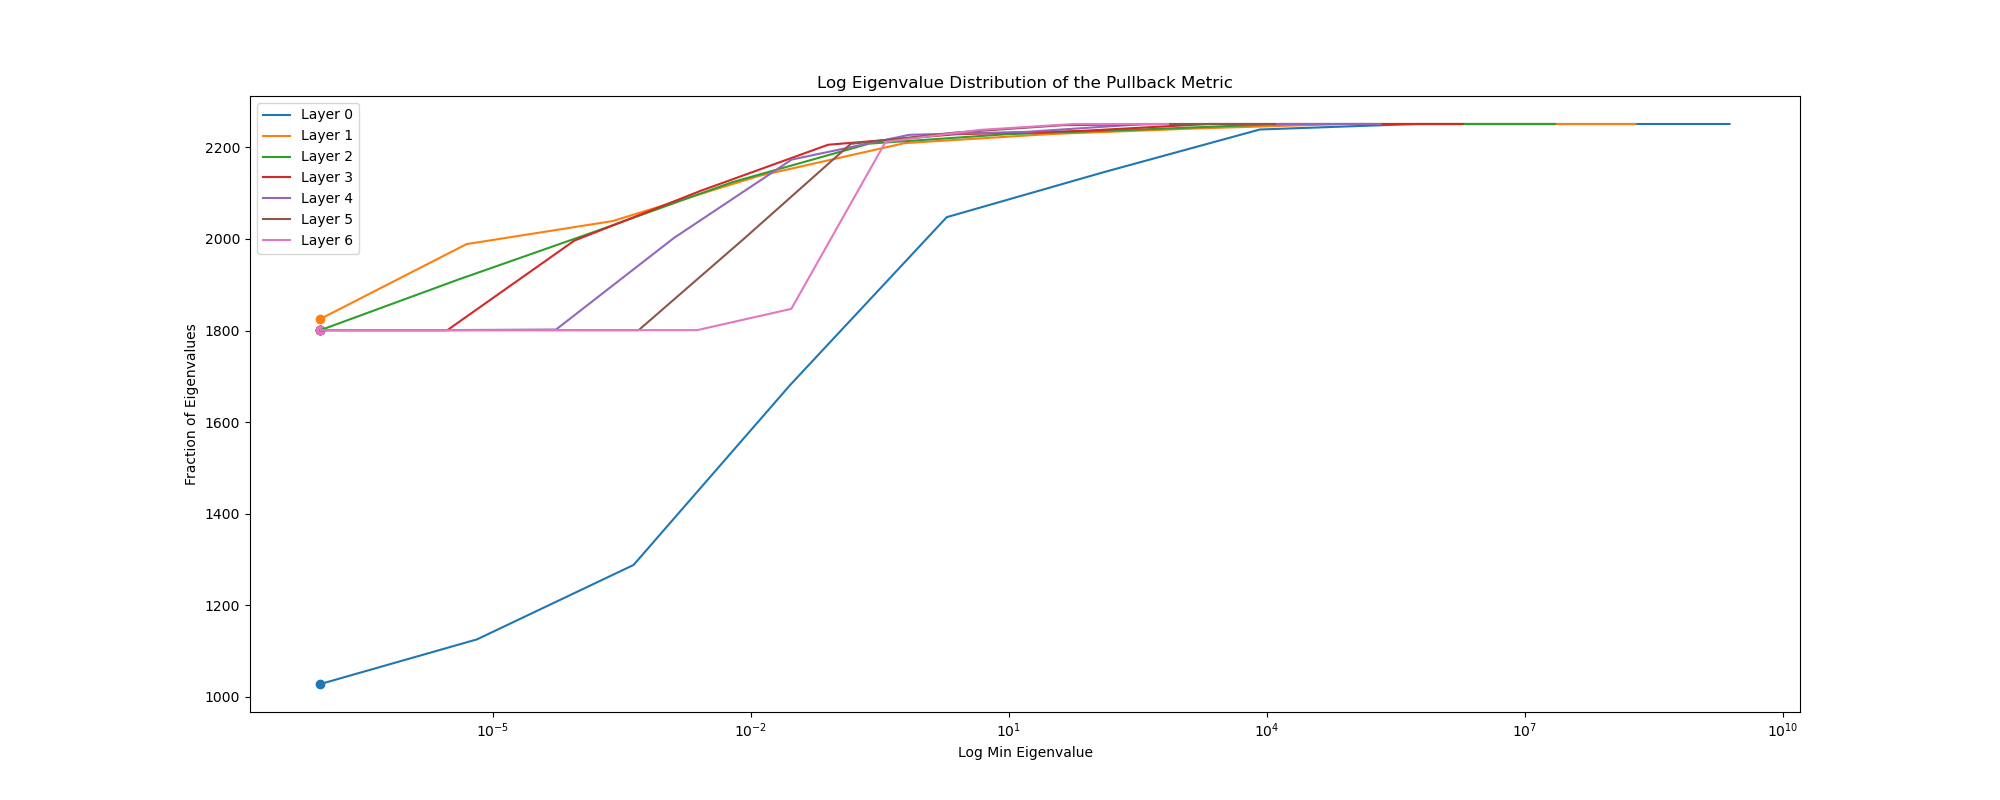 Log Eigenvalue Distribution of the Pullback Metric
Layer 0
Layer 1
Layer 2
Layer 3
Layer 4
Layer 5
Layer 6
Fraction of Eigenvalues
2200
2000
1800
1600
1400
1200
1000
10⁻⁵
10⁻²
10¹
10⁴
10⁷
10¹⁰
Log Min Eigenvalue